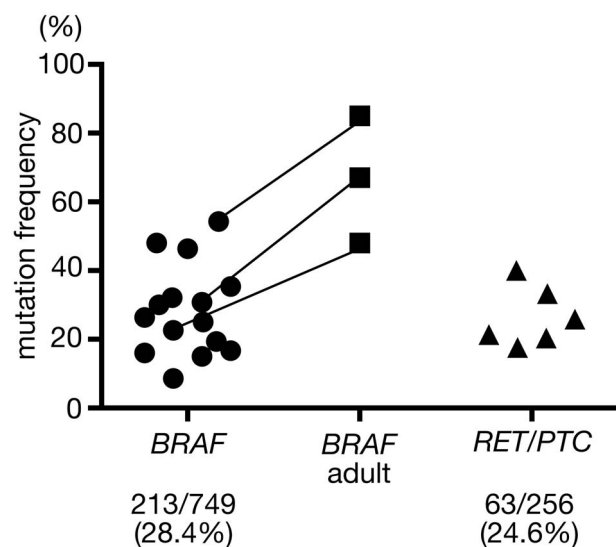 (%)
100
80
60
40
20
0
mutation frequency
BRAF
BRAF
adult
RET/PTC
213/749
(28.4%)
63/256
(24.6%)